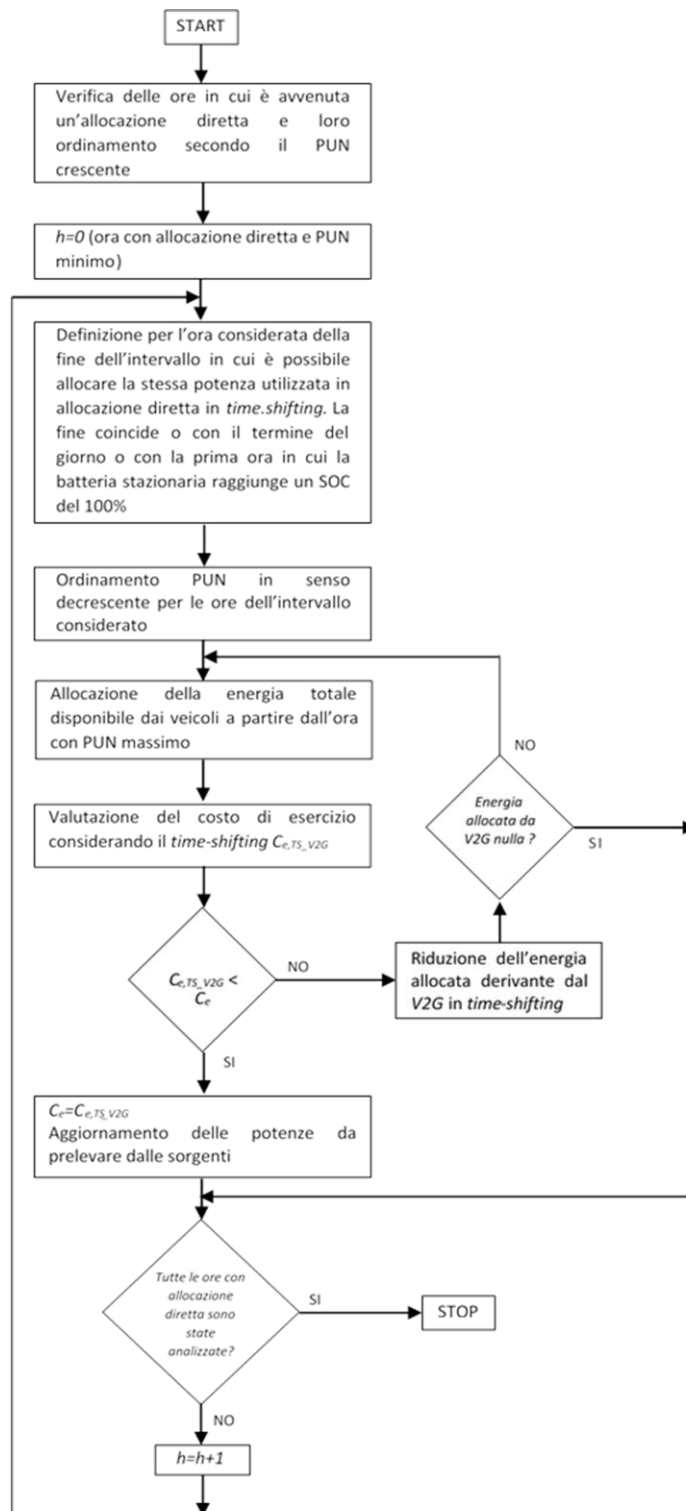 START
Verifica delle ore in cui è avvenuta
un'allocazione diretta e loro
ordinamento secondo il PUN
crescente
h=0 (ora con allocazione diretta e PUN
minimo)
Definizione per l'ora considerata della
fine dell'intervallo in cui è possibile
allocare la stessa potenza utilizzata in
allocazione diretta in time.shifting. La
fine coincide o con il termine del
giorno o con la prima ora in cui la
batteria stazionaria raggiunge un SOC
del 100%
Ordinamento PUN in senso
decrescente per le ore dell'intervallo
considerato
Allocazione della energia totale
disponibile dai veicoli a partire dall'ora
con PUN massimo
Valutazione del costo di esercizio
considerando il time-shifting Ce,TS_V2G
NO
Energia
allocata da
V2G nulla ?
SI
Ce,TS_V2G <
Ce
NO
Riduzione dell'energia
allocata derivante dal
V2G in time-shifting
SI
Ce=Ce,TS_V2G
Aggiornamento delle potenze da
prelevare dalle sorgenti
Tutte le ore con
allocazione
diretta sono
state
analizzate?
SI
STOP
NO
h=h+1